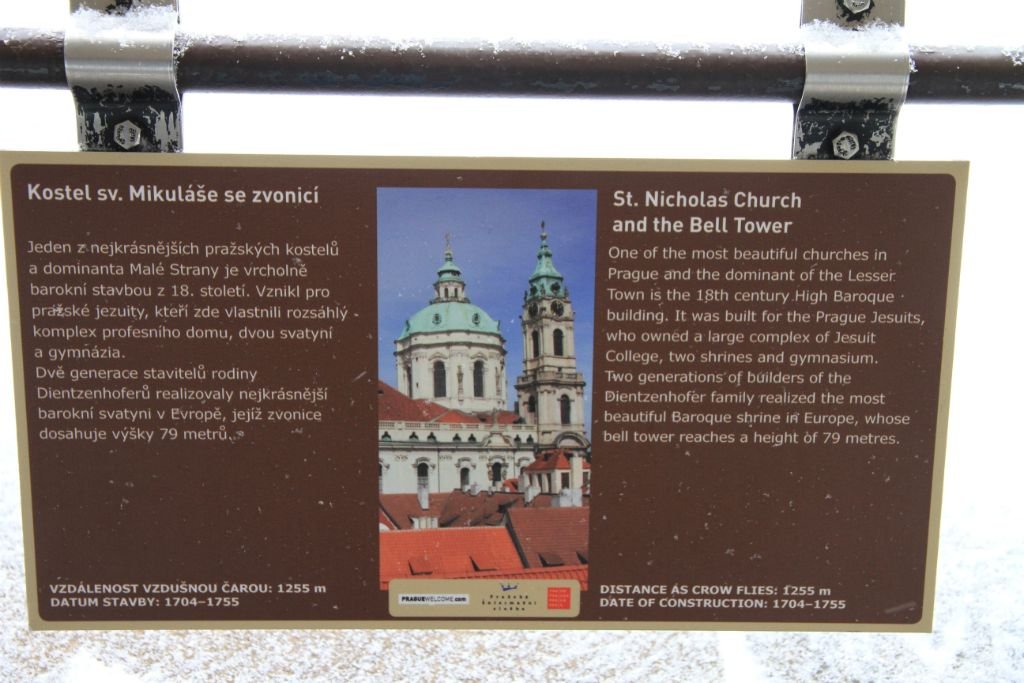 Kostel sv. Mikuláše se zvonicí
Jeden z nejkrásnějších pražských kostelů
a dominanta Malé Strany je vrcholně
barokní stavbou z 18. století. Vznikl pro
pražské jezuity, kteří zde vlastnili rozsáhlý
komplex profesního domu, dvou svatyní
a gymnázia.
Dvě generace stavitelů rodiny
Dientzenhoferů realizovaly nejkrásnější
barokní svatyni v Evropě, jejíž zvonice
dosahuje výšky 79 metrů.
VZDÁLENOST VZDUŠNOU ČAROU: 1255 m
DATUM STAVBY: 1704–1755
PRAGUEWELCOME.com
Pražská
informační
služba
St. Nicholas Church
and the Bell Tower
One of the most beautiful churches in
Prague and the dominant of the Lesser
Town is the 18th century High Baroque
building. It was built for the Prague Jesuits,
who owned a large complex of Jesuit
College, two shrines and gymnasium.
Two generations of builders of the
Dientzenhofer family realized the most
beautiful Baroque shrine in Europe, whose
bell tower reaches a height of 79 metres.
DISTANCE AS CROW FLIES: 1255 m
DATE OF CONSTRUCTION: 1704–1755